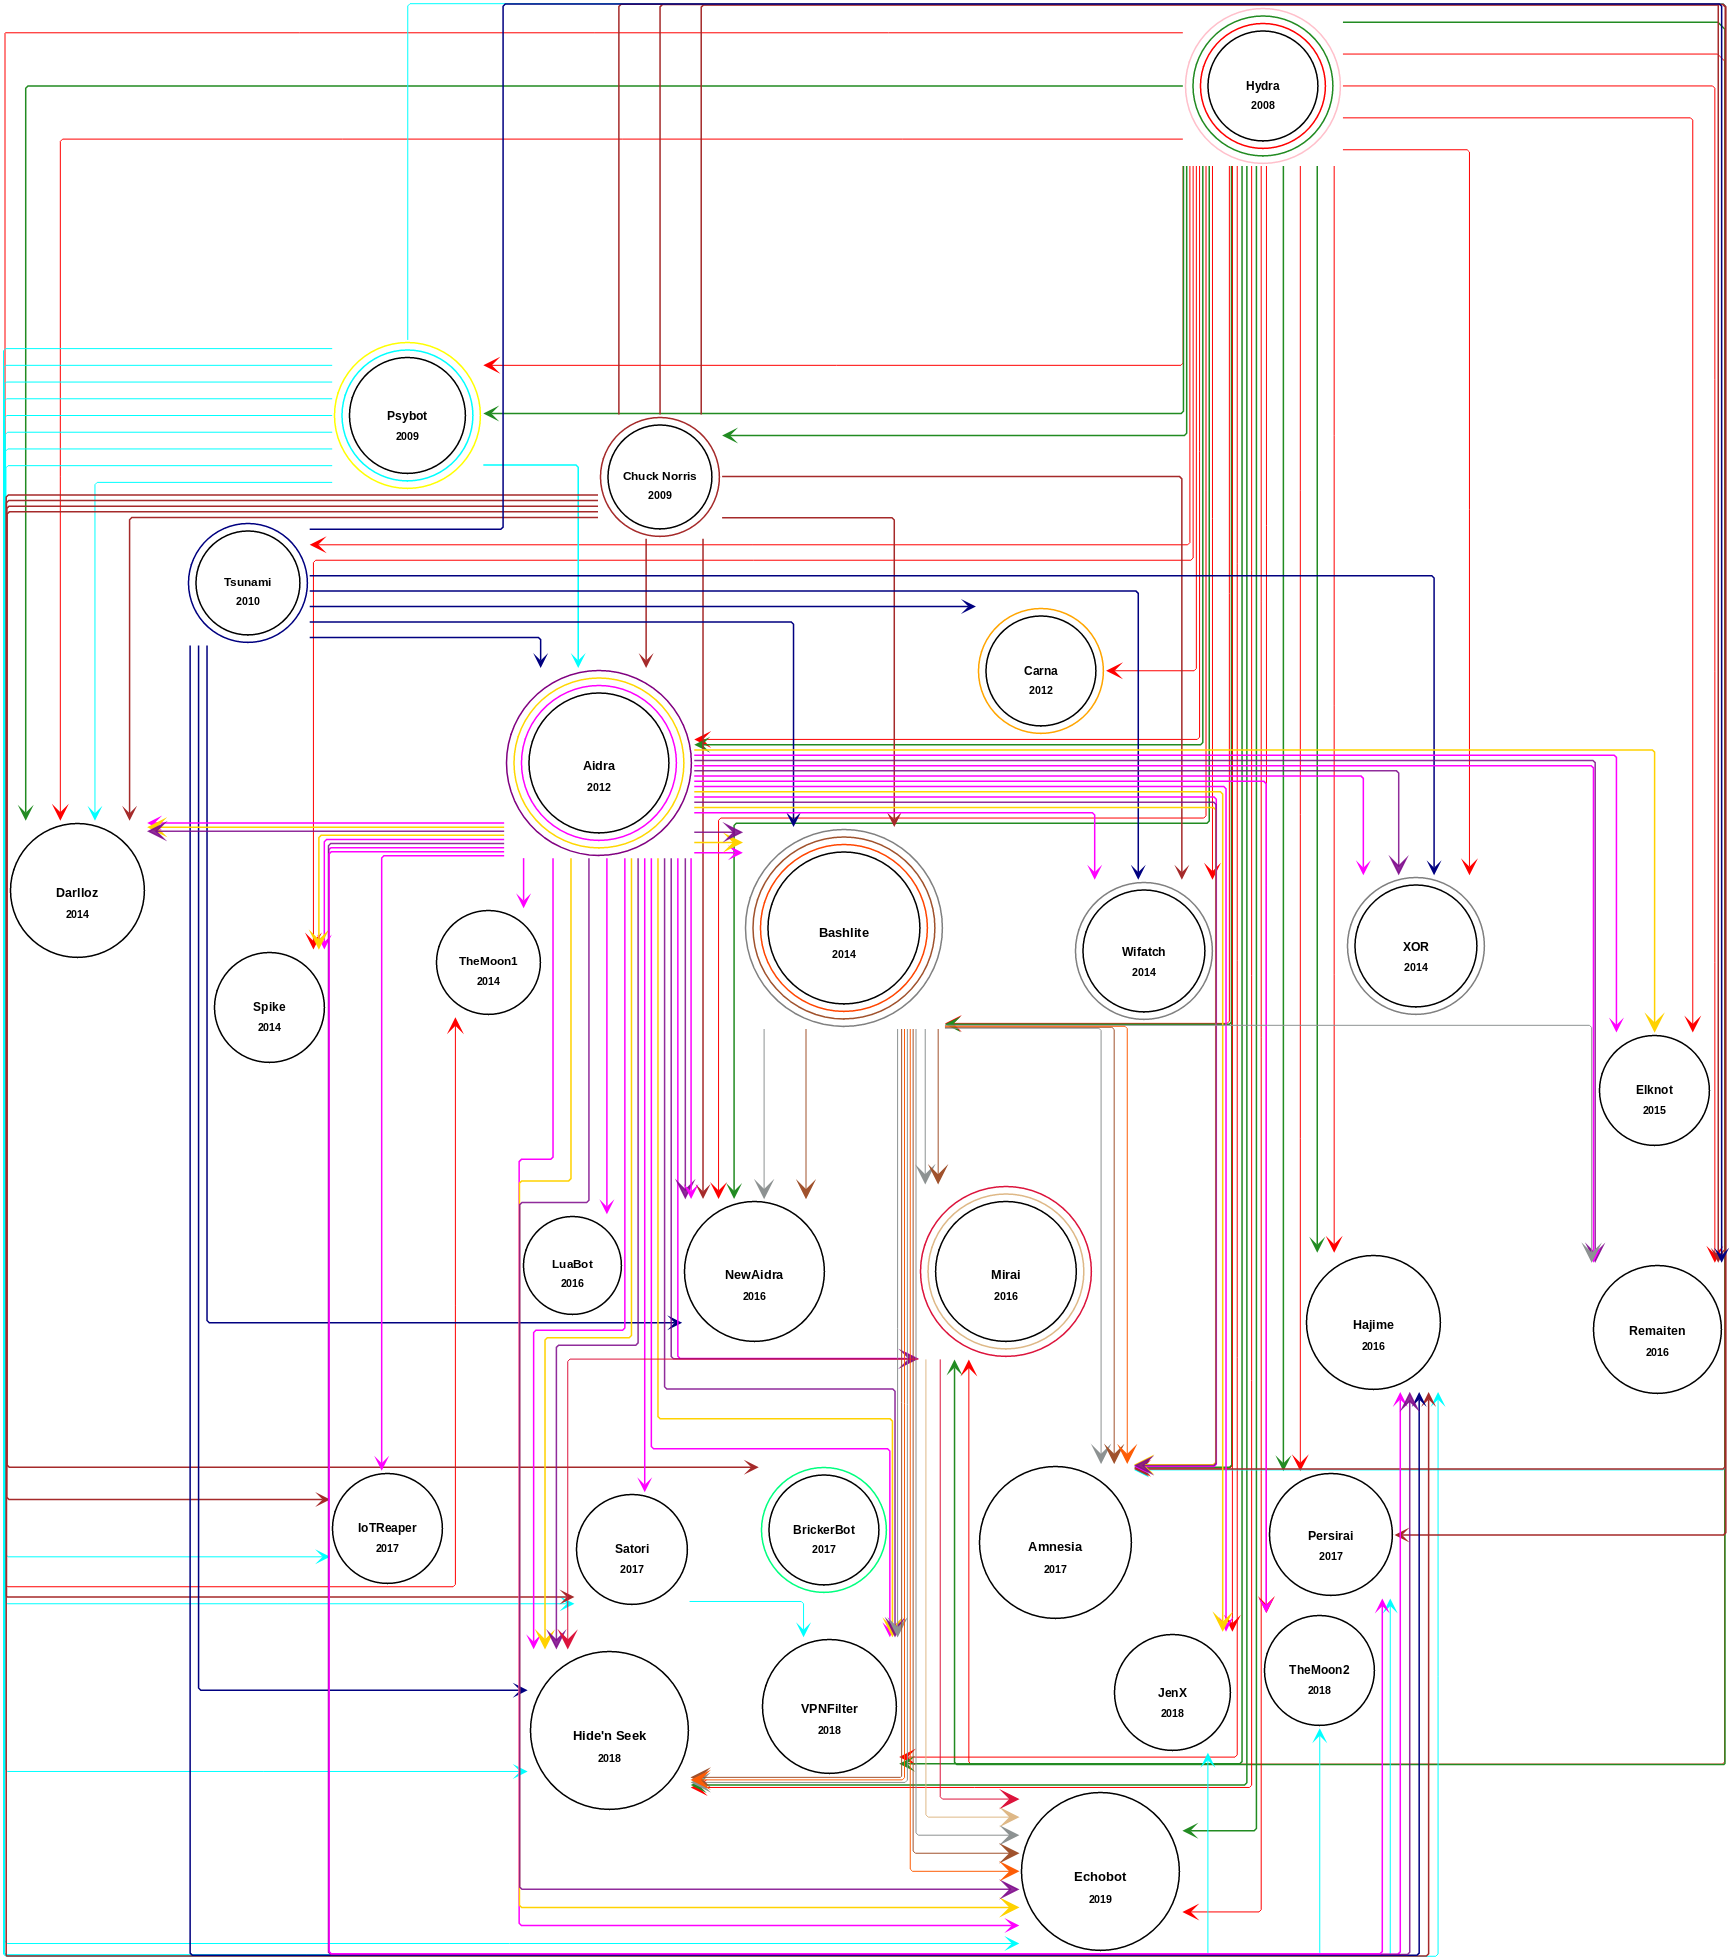 Hydra
2008
Psybot
2009
Chuck Norris
2009
Tsunami
2010
Carna
2012
Aidra
2012
Darlloz
2014
Bashlite
2014
Wifatch
2014
XOR
2014
TheMoon1
2014
Spike
2014
Elknot
2015
LuaBot
2016
NewAidra
2016
Mirai
2016
Hajime
2016
Remaiten
2016
IoTReaper
2017
Satori
2017
BrickerBot
2017
Amnesia
2017
Persirai
2017
Hide'n Seek
2018
VPNFilter
2018
JenX
2018
TheMoon2
2018
Echobot
2019